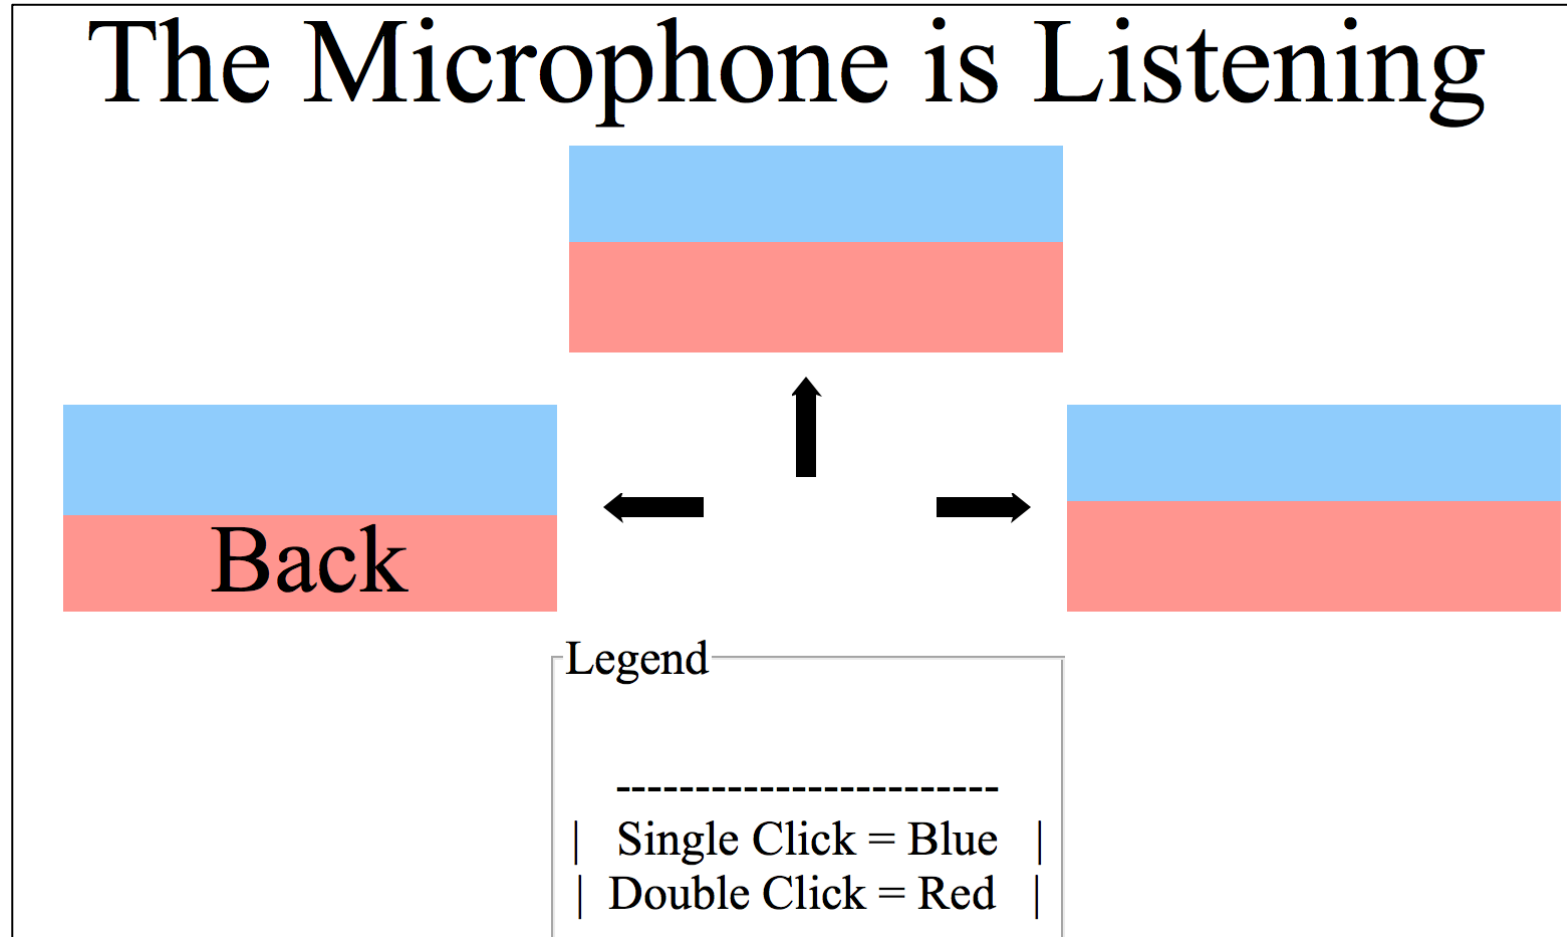 The Microphone is Listening
Back
Legend
------------------------
| Single Click = Blue |
| Double Click = Red |